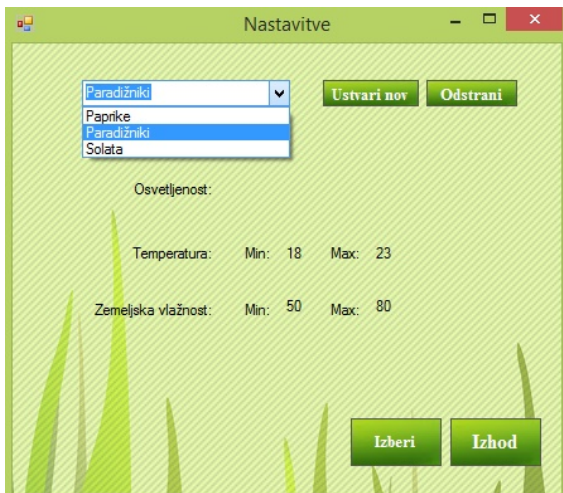 Nastavitve
Paradižniki Ustvari nov Odstrani
Paprike
Paradižniki
Solata
Osvetljenost:
Temperatura: Min: 18 Max: 23
Zemeljska vlažnost: Min: 50 Max: 80
Izberi Izhod